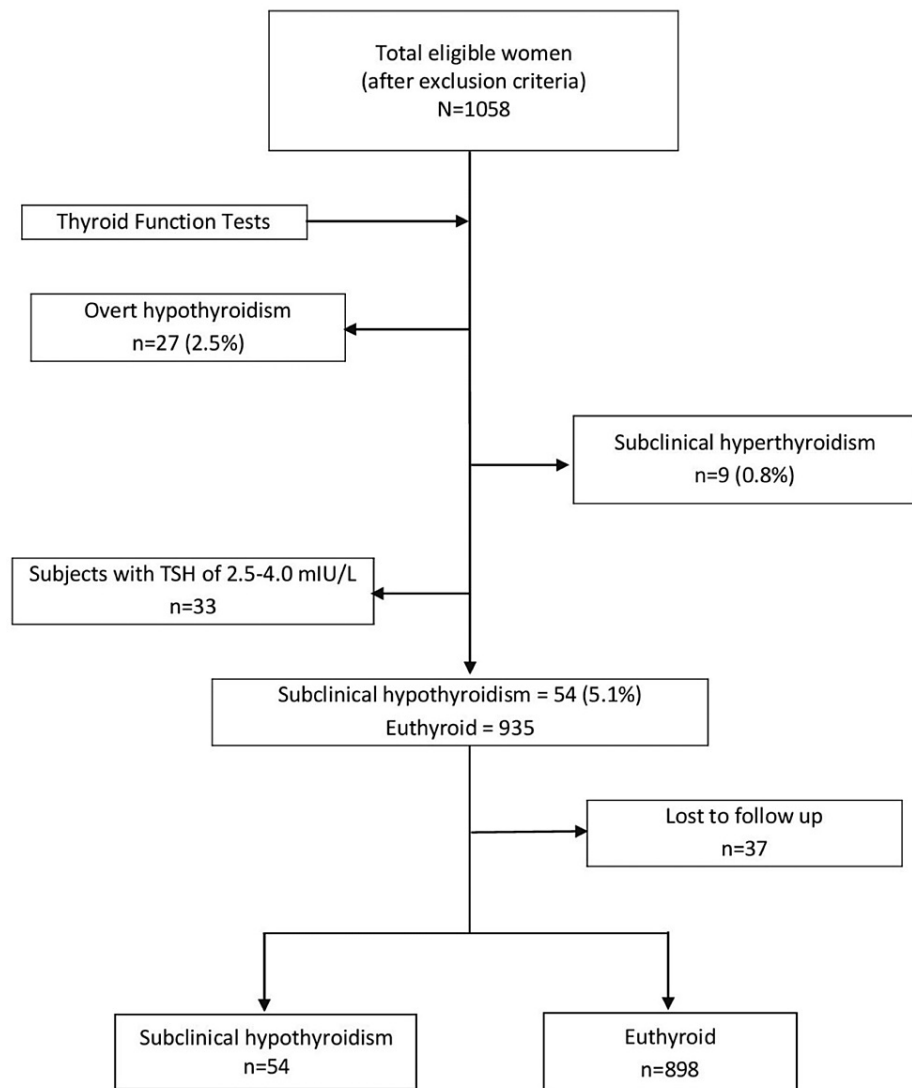 Total eligible women
(after exclusion criteria)
N=1058
Thyroid Function Tests
Overt hypothyroidism
n=27 (2.5%)
Subclinical hyperthyroidism
n=9 (0.8%)
Subjects with TSH of 2.5-4.0 mIU/L
n=33
Subclinical hypothyroidism = 54 (5.1%)
Euthyroid = 935
Lost to follow up
n=37
Subclinical hypothyroidism
n=54
Euthyroid
n=898